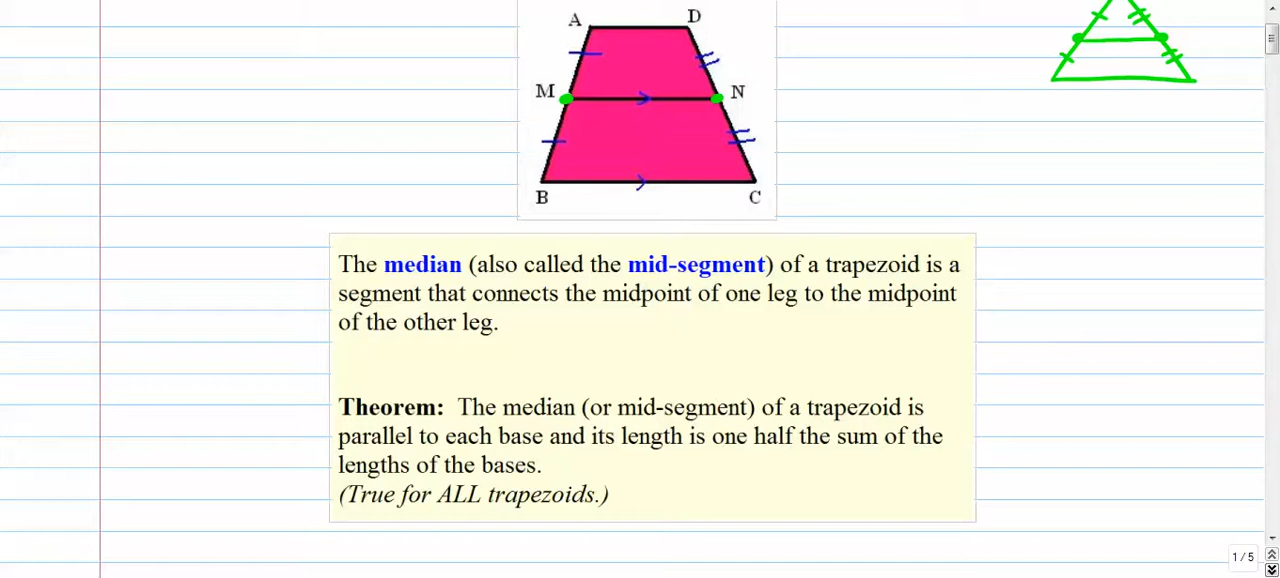 A D
M N
B C
The median (also called the mid-segment) of a trapezoid is a
segment that connects the midpoint of one leg to the midpoint
of the other leg.
Theorem: The median (or mid-segment) of a trapezoid is
parallel to each base and its length is one half the sum of the
lengths of the bases.
(True for ALL trapezoids.)
1 / 5